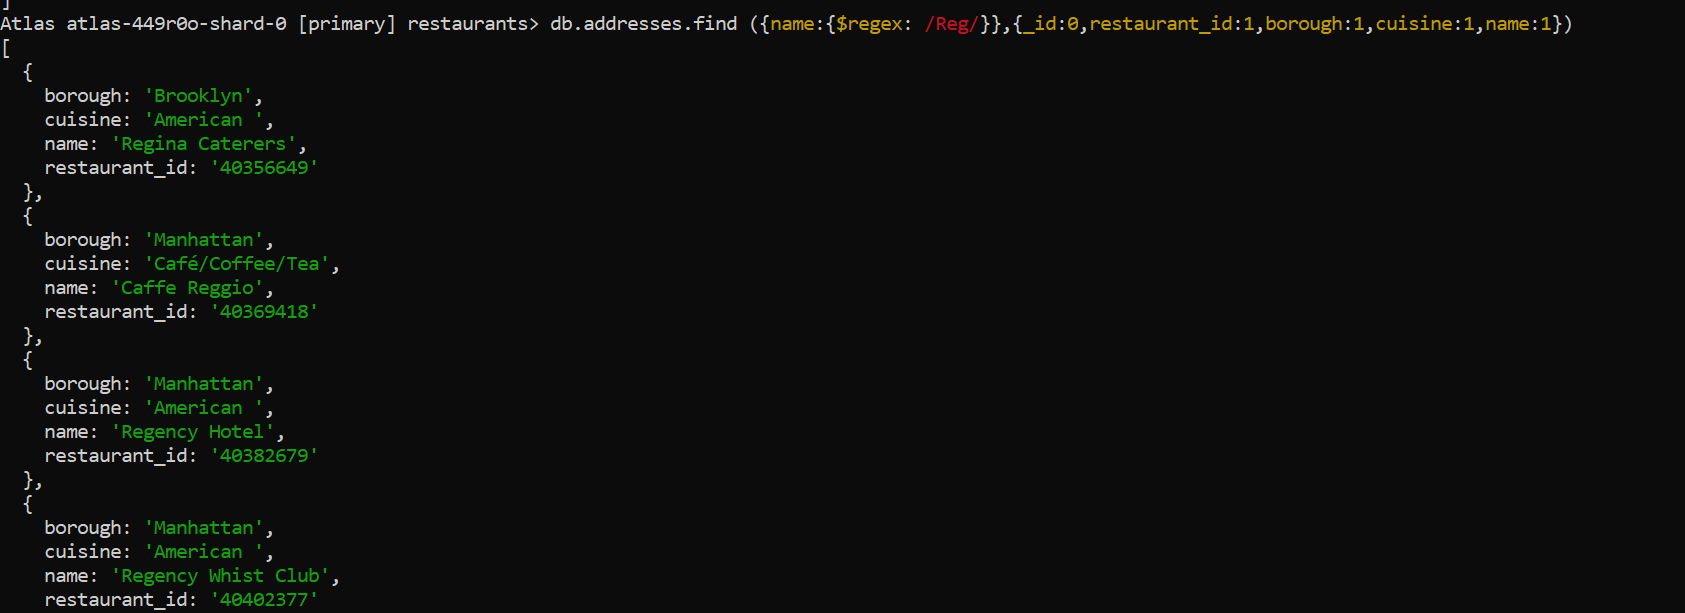 ]
Atlas atlas-449r0o-shard-0 [primary] restaurants> db.addresses.find ({name:{$regex: /Reg/}},{_id:0,restaurant_id:1,borough:1,cuisine:1,name:1})
[
  {
    borough: 'Brooklyn',
    cuisine: 'American ',
    name: 'Regina Caterers',
    restaurant_id: '40356649'
  },
  {
    borough: 'Manhattan',
    cuisine: 'Café/Coffee/Tea',
    name: 'Caffe Reggio',
    restaurant_id: '40369418'
  },
  {
    borough: 'Manhattan',
    cuisine: 'American ',
    name: 'Regency Hotel',
    restaurant_id: '40382679'
  },
  {
    borough: 'Manhattan',
    cuisine: 'American ',
    name: 'Regency Whist Club',
    restaurant_id: '40402377'